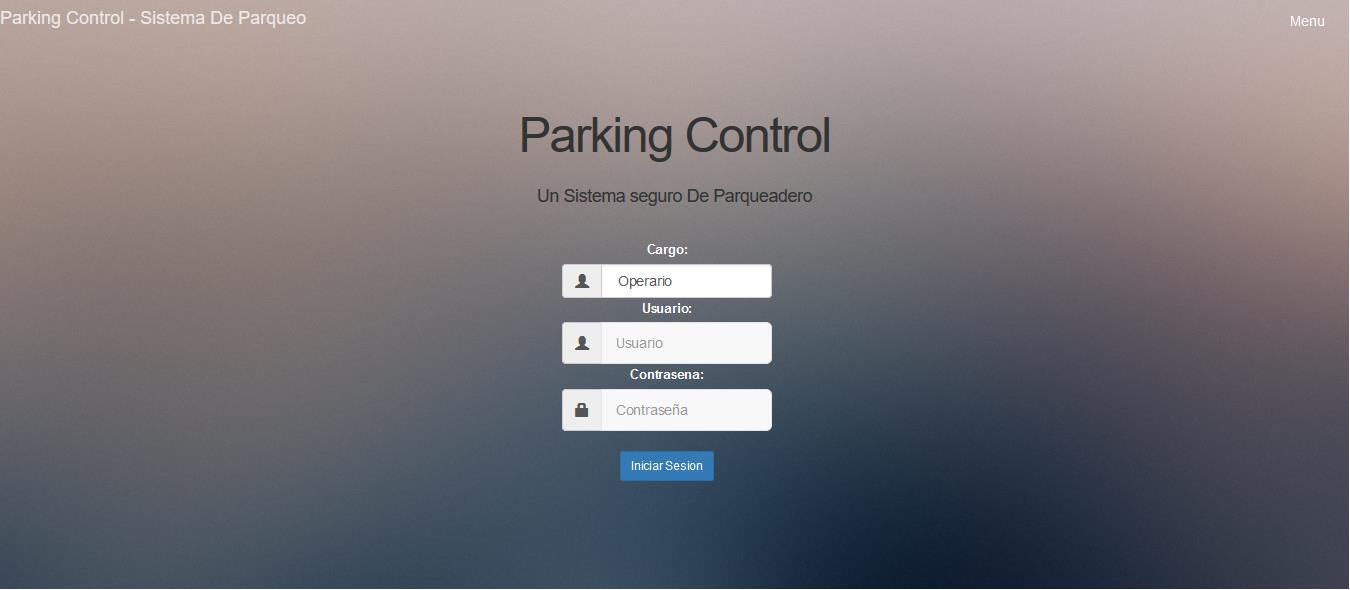 Parking Control - Sistema De Parqueo
Menu
Parking Control
Un Sistema seguro De Parqueadero
Cargo:
Operario
Usuario:
Usuario
Contrasena:
Contraseña
Iniciar Sesion